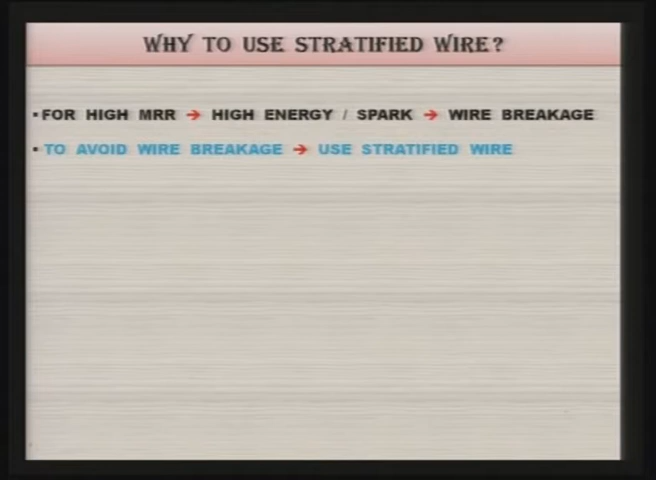 WHY TO USE STRATIFIED WIRE?
▪FOR HIGH MRR → HIGH ENERGY / SPARK → WIRE BREAKAGE
▪TO AVOID WIRE BREAKAGE → USE STRATIFIED WIRE